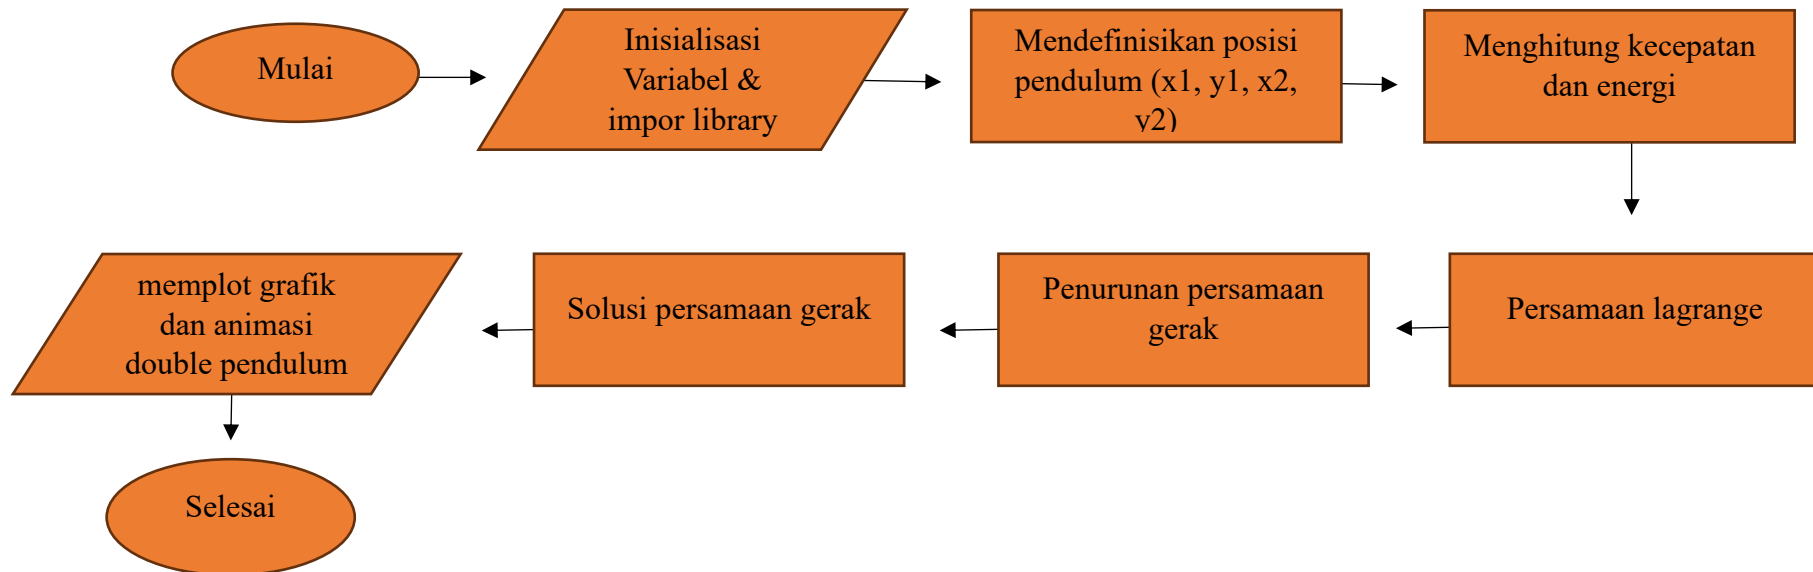 Mulai
Inisialisasi
Variabel &
impor library
Mendefinisikan posisi
pendulum (x1, y1, x2,
y2)
Menghitung kecepatan
dan energi
Persamaan lagrange
Penurunan persamaan
gerak
Solusi persamaan gerak
memplot grafik
dan animasi
double pendulum
Selesai